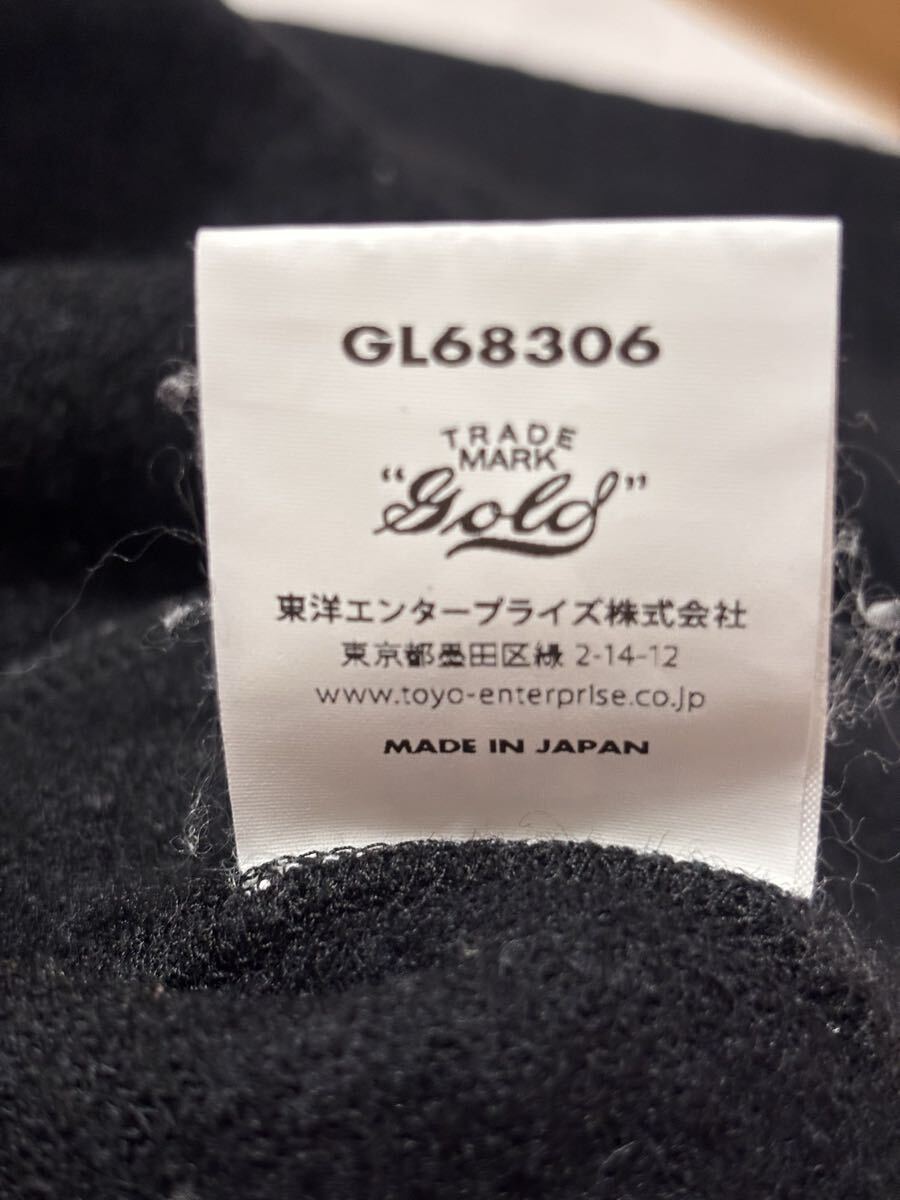 GL68306
TRADE
MARK
"Gold"
東洋エンタープライズ株式会社
東京都墨田区緑 2-14-12
www.toyo-enterprise.co.jp
MADE IN JAPAN